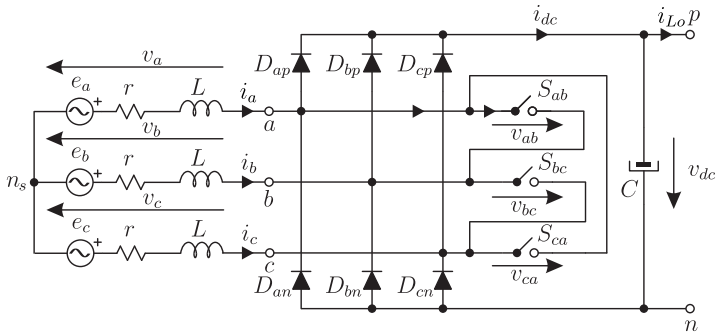 i_dc i_Lo p
v_a D_ap D_bp D_cp
e_a + r L i_a a S_ab
v_b v_ab
e_b + r L i_b b S_bc v_dc
n_s v_c v_bc C
e_c + r L i_c c S_ca
D_an D_bn D_cn v_ca
n